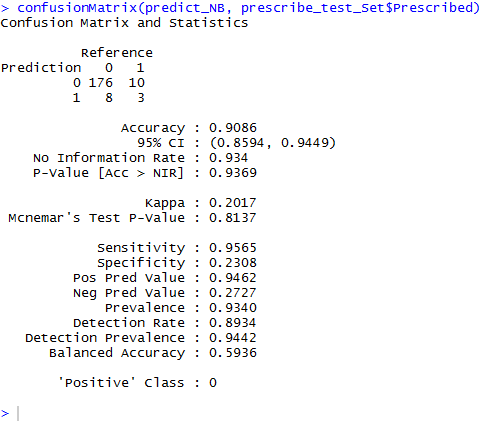 > confusionMatrix(predict_NB, prescribe_test_Set$Prescribed)
Confusion Matrix and Statistics
Reference
Prediction 0 1
0 176 10
1 8 3
Accuracy : 0.9086
95% CI : (0.8594, 0.9449)
No Information Rate : 0.934
P-Value [Acc > NIR] : 0.9369
Kappa : 0.2017
Mcnemar's Test P-Value : 0.8137
Sensitivity : 0.9565
Specificity : 0.2308
Pos Pred Value : 0.9462
Neg Pred Value : 0.2727
Prevalence : 0.9340
Detection Rate : 0.8934
Detection Prevalence : 0.9442
Balanced Accuracy : 0.5936
'Positive' Class : 0
>